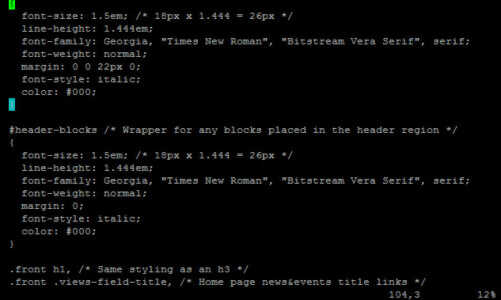 {
font-size: 1.5em; /* 18px x 1.444 = 26px */
line-height: 1.444em;
font-family: Georgia, "Times New Roman", "Bitstream Vera Serif", serif;
font-weight: normal;
margin: 0 0 22px 0;
font-style: italic;
color: #000;
}
#header-blocks /* Wrapper for any blocks placed in the header region */
{
font-size: 1.5em; /* 18px x 1.444 = 26px */
line-height: 1.444em;
font-family: Georgia, "Times New Roman", "Bitstream Vera Serif", serif;
font-weight: normal;
margin: 0;
font-style: italic;
color: #000;
}
.front h1, /* Same styling as an h3 */
.front .views-field-title, /* Home page news&events title links */
104,3 12%